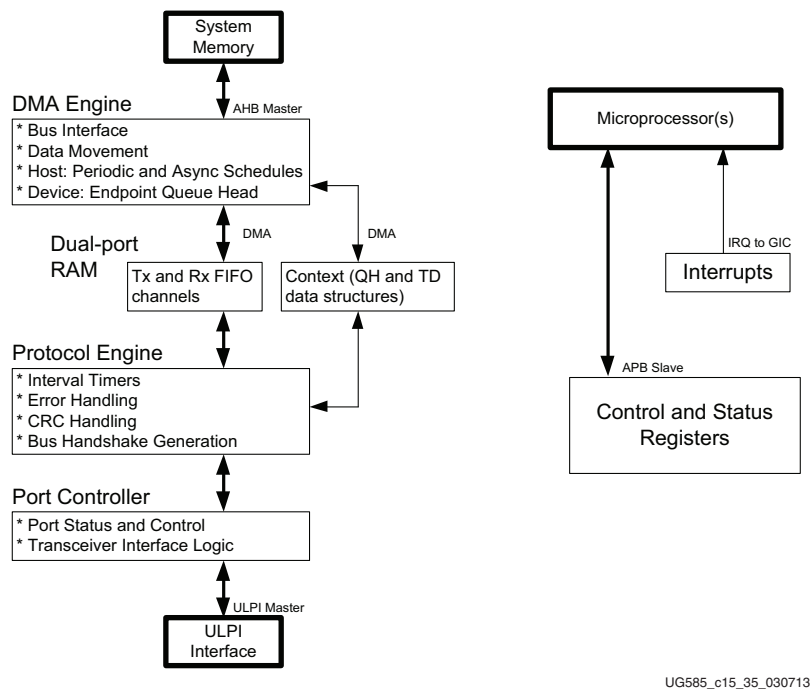 System
Memory
AHB Master
DMA Engine
* Bus Interface
* Data Movement
* Host: Periodic and Async Schedules
* Device: Endpoint Queue Head
DMA
DMA
Dual-port
RAM
Tx and Rx FIFO
channels
Context (QH and TD
data structures)
Protocol Engine
* Interval Timers
* Error Handling
* CRC Handling
* Bus Handshake Generation
Port Controller
* Port Status and Control
* Transceiver Interface Logic
ULPI Master
ULPI
Interface
Microprocessor(s)
IRQ to GIC
Interrupts
APB Slave
Control and Status
Registers
UG585_c15_35_030713